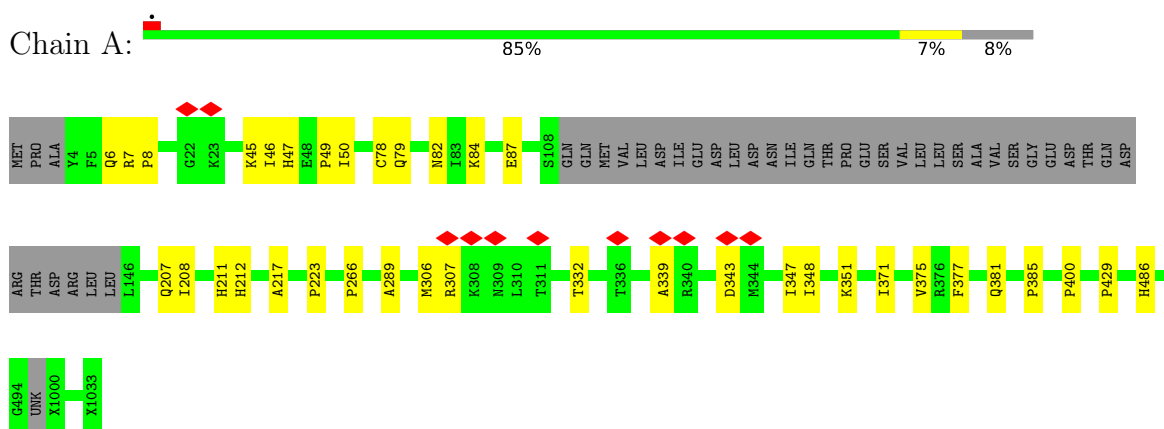 Chain A: 85% 7% 8%
MET PRO ALA Y4 F5 Q6 R7 P8 G22 K23 K45 I46 H47 E48 P49 I50 C78 Q79 N82 I83 K84 E87 S108 GLN GLN MET VAL LEU ASP ILE GLU ASP LEU ASP ASN ILE GLN THR PRO GLU SER VAL LEU LEU SER ALA VAL SER GLY GLU ASP THR GLN ASP
ARG THR ASP ARG LEU LEU L146 Q207 I208 H211 H212 A217 P223 P266 A289 M306 R307 K308 N309 L310 T311 T332 T336 A339 R340 D343 M344 I347 I348 K351 I371 V375 R376 F377 Q381 P385 P400 P429 H486
G494 UNK X1000 X1033